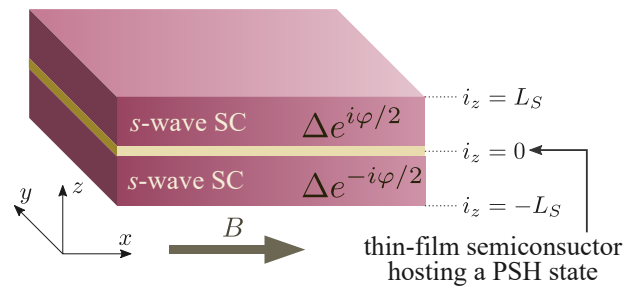 s-wave SC Δe^{iφ/2}
i_z = L_S
i_z = 0
s-wave SC Δe^{-iφ/2}
i_z = -L_S
y
z
x
B
thin-film semiconsuctor
hosting a PSH state